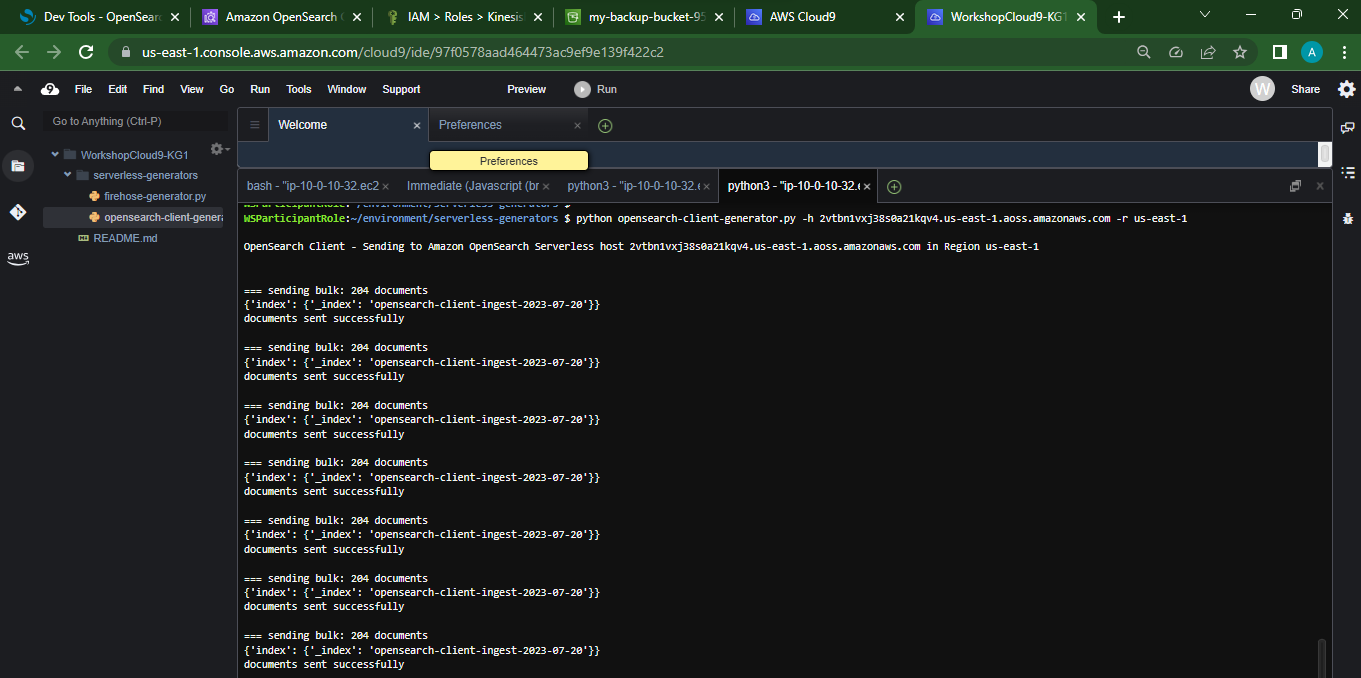 Dev Tools - OpenSearc
Amazon OpenSearch
IAM > Roles > Kinesis
my-backup-bucket-95
AWS Cloud9
WorkshopCloud9-KG1
us-east-1.console.aws.amazon.com/cloud9/ide/97f0578aad464473ac9ef9e139f422c2
A
9 File Edit Find View Go Run Tools Window Support Preview Run W Share
Go to Anything (Ctrl-P)
WorkshopCloud9-KG1
serverless-generators
firehose-generator.py
opensearch-client-genera
README.md
aws
Welcome
Preferences
Preferences
bash - "ip-10-0-10-32.ec2
Immediate (Javascript (br
python3 - "ip-10-0-10-32.
python3 - "ip-10-0-10-32.
WSParticipantRole:~/environment/serverless-generators $
WSParticipantRole:~/environment/serverless-generators $ python opensearch-client-generator.py -h 2vtbn1vxj38s0a21kqv4.us-east-1.aoss.amazonaws.com -r us-east-1
OpenSearch Client - Sending to Amazon OpenSearch Serverless host 2vtbn1vxj38s0a21kqv4.us-east-1.aoss.amazonaws.com in Region us-east-1
=== sending bulk: 204 documents
{'index': {'_index': 'opensearch-client-ingest-2023-07-20'}}
documents sent successfully
=== sending bulk: 204 documents
{'index': {'_index': 'opensearch-client-ingest-2023-07-20'}}
documents sent successfully
=== sending bulk: 204 documents
{'index': {'_index': 'opensearch-client-ingest-2023-07-20'}}
documents sent successfully
=== sending bulk: 204 documents
{'index': {'_index': 'opensearch-client-ingest-2023-07-20'}}
documents sent successfully
=== sending bulk: 204 documents
{'index': {'_index': 'opensearch-client-ingest-2023-07-20'}}
documents sent successfully
=== sending bulk: 204 documents
{'index': {'_index': 'opensearch-client-ingest-2023-07-20'}}
documents sent successfully
=== sending bulk: 204 documents
{'index': {'_index': 'opensearch-client-ingest-2023-07-20'}}
documents sent successfully